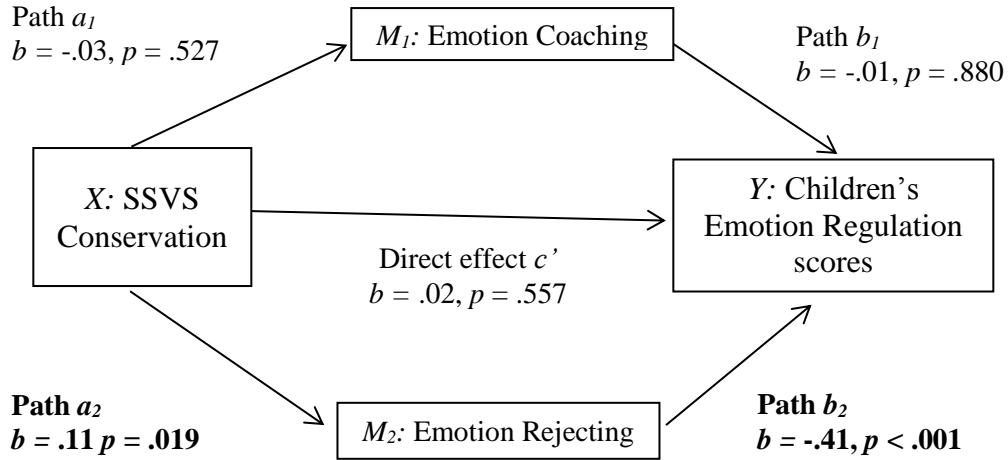 Path a1
b = -.03, p = .527
M1: Emotion Coaching
Path b1
b = -.01, p = .880
X: SSVS
Conservation
Direct effect c’
b = .02, p = .557
Y: Children’s
Emotion Regulation
scores
Path a2
b = .11 p = .019
M2: Emotion Rejecting
Path b2
b = -.41, p < .001